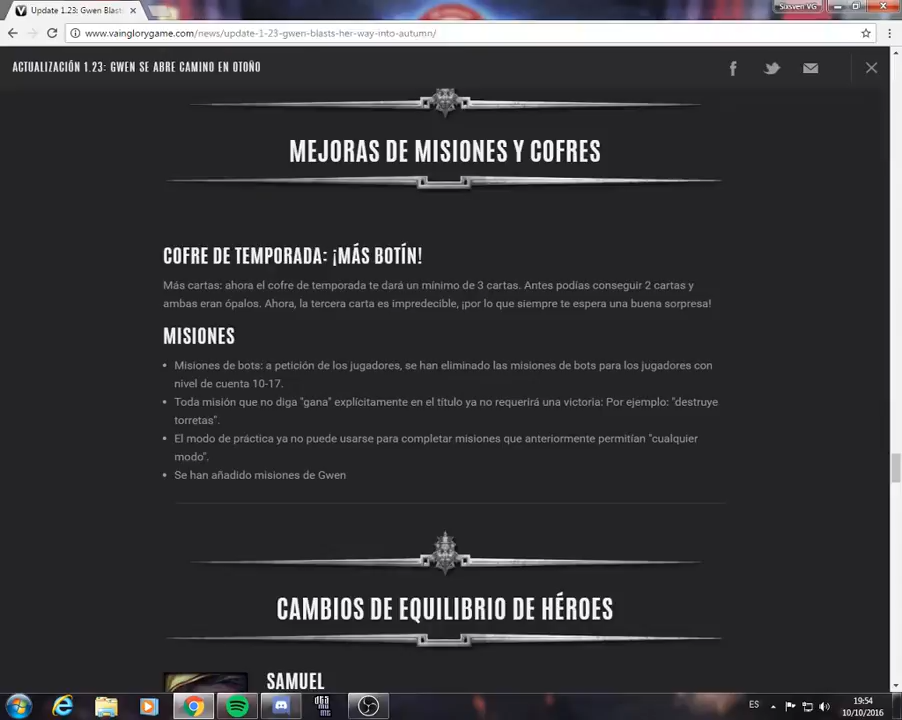 Update 1.23: Gwen Blasts
Sixsven VG
www.vainglorygame.com/news/update-1-23-gwen-blasts-her-way-into-autumn/
ACTUALIZACIÓN 1.23: GWEN SE ABRE CAMINO EN OTOÑO
MEJORAS DE MISIONES Y COFRES
COFRE DE TEMPORADA: ¡MÁS BOTÍN!
Más cartas: ahora el cofre de temporada te dará un mínimo de 3 cartas. Antes podías conseguir 2 cartas y
ambas eran ópalos. Ahora, la tercera carta es impredecible, ¡por lo que siempre te espera una buena sorpresa!
MISIONES
• Misiones de bots: a petición de los jugadores, se han eliminado las misiones de bots para los jugadores con
nivel de cuenta 10-17.
• Toda misión que no diga "gana" explícitamente en el título ya no requerirá una victoria: Por ejemplo: "destruye
torretas".
• El modo de práctica ya no puede usarse para completar misiones que anteriormente permitían "cualquier
modo".
• Se han añadido misiones de Gwen
CAMBIOS DE EQUILIBRIO DE HÉROES
SAMUEL
ES
19:54
10/10/2016